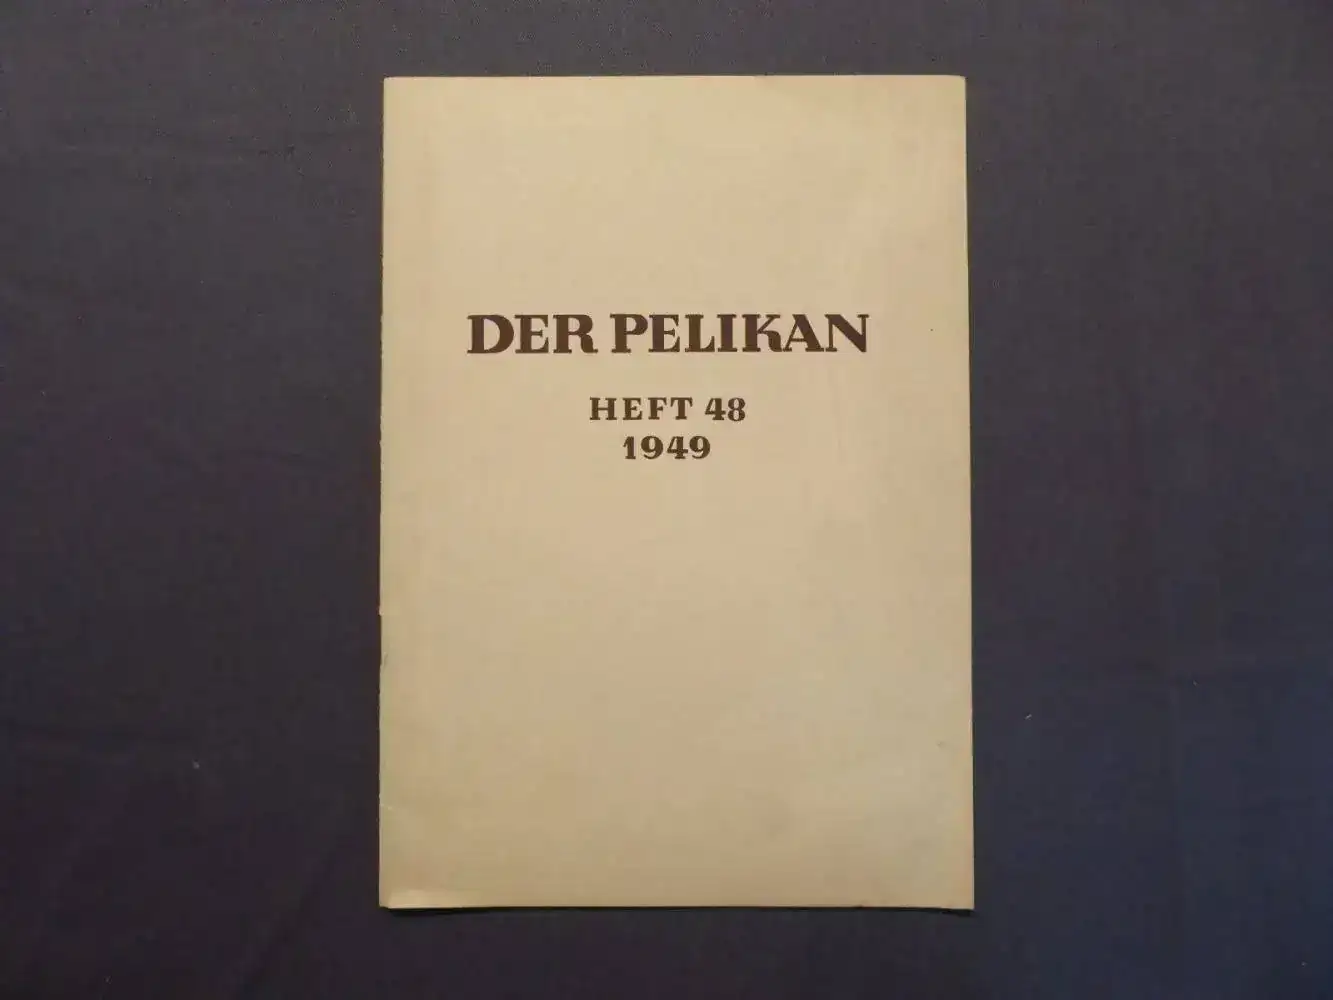 DER PELIKAN
HEFT 48
1949